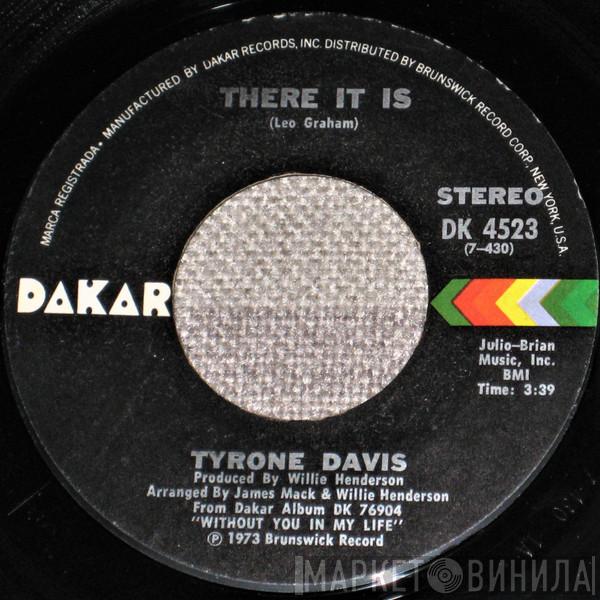 MARCA REGISTRADA • MANUFACTURED BY DAKAR RECORDS, INC. DISTRIBUTED BY BRUNSWICK RECORD CORP. NEW YORK, U.S.A.
THERE IT IS
(Leo Graham)
STEREO
DK 4523
(7-430)
DAKAR
Julio-Brian
Music, Inc.
BMI
Time: 3:39
TYRONE DAVIS
Produced By Willie Henderson
Arranged By James Mack & Willie Henderson
From Dakar Album DK 76904
"WITHOUT YOU IN MY LIFE"
Ⓟ 1973 Brunswick Record
МАРКЕТ ВИНИЛА